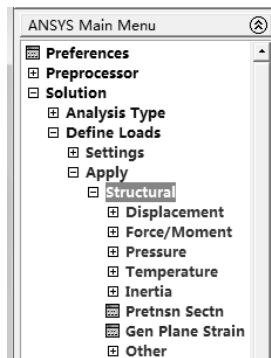 ANSYS Main Menu
Preferences
Preprocessor
Solution
Analysis Type
Define Loads
Settings
Apply
Structural
Displacement
Force/Moment
Pressure
Temperature
Inertia
Pretnsn Sectn
Gen Plane Strain
Other